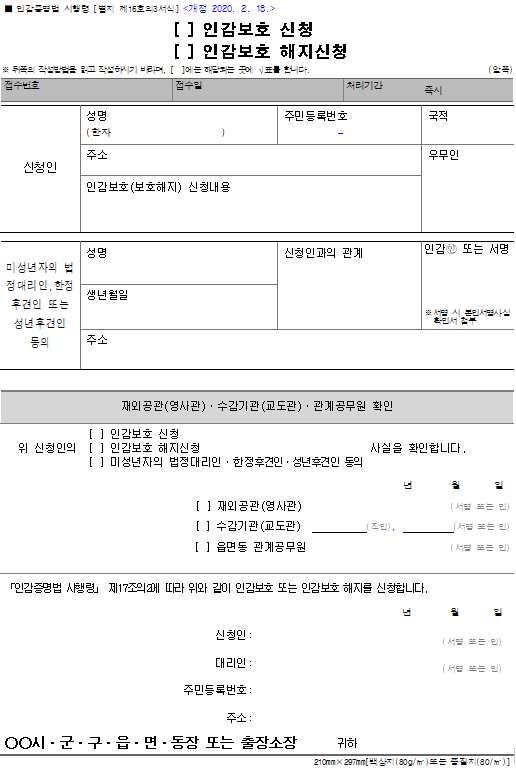 ■ 인감증명법 시행령 [별지 제15호의3서식] <개정 2020. 2. 18.>
[ ] 인감보호 신청
[ ] 인감보호 해지신청
※ 뒤쪽의 작성방법을 읽고 작성하시기 바라며, [ ]에는 해당되는 곳에 √표를 합니다. (앞쪽)
접수번호 접수일 처리기간 즉시
신청인
성명 주민등록번호 국적
(한자 ) -
주소 우무인
인감보호(보호해지) 신청내용
미성년자의 법정대리인, 한정후견인 또는 성년후견인 동의
성명 신청인과의 관계 인감㊞ 또는 서명
생년월일
※서명 시 본인서명사실확인서 첨부
주소
재외공관(영사관)·수감기관(교도관)·관계공무원 확인
[ ] 인감보호 신청
위 신청인의 [ ] 인감보호 해지신청 사실을 확인합니다.
[ ] 미성년자의 법정대리인·한정후견인·성년후견인 동의
년 월 일
[ ] 재외공관(영사관) (서명 또는 인)
[ ] 수감기관(교도관) (직인), (서명 또는 인)
[ ] 읍면동 관계공무원 (서명 또는 인)
「인감증명법 시행령」 제17조의2에 따라 위와 같이 인감보호 또는 인감보호 해지를 신청합니다.
년 월 일
신청인: (서명 또는 인)
대리인: (서명 또는 인)
주민등록번호:
주소:
○○시·군·구·읍·면·동장 또는 출장소장 귀하
210mm×297mm[백상지(80g/㎡)또는 중질지(80/㎡)]